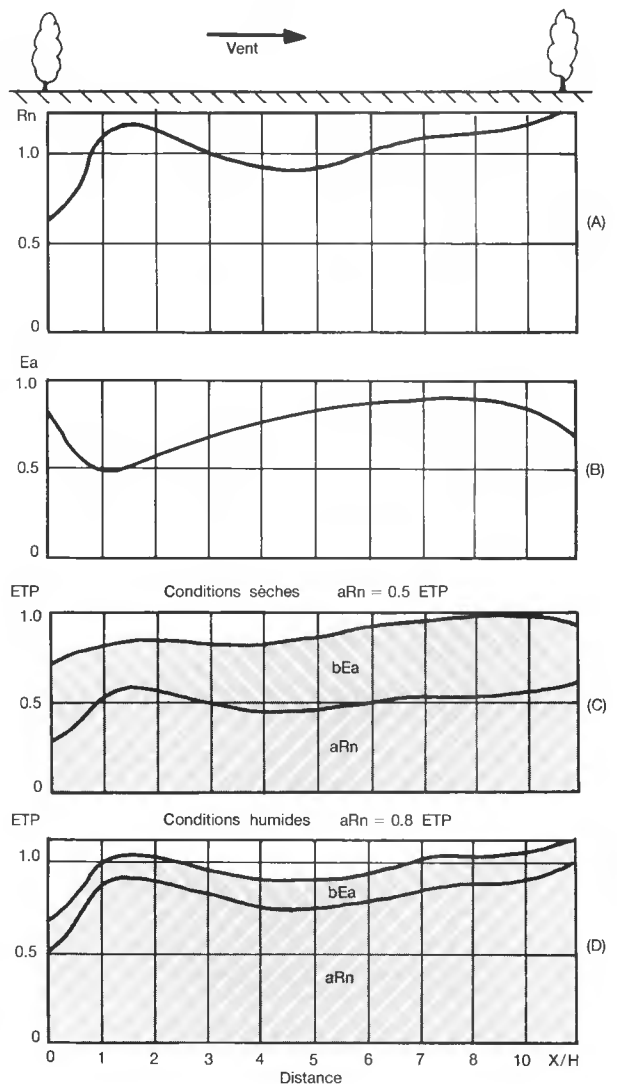 Vent
Rn
1.0
0.5
0
(A)
Ea
1.0
0.5
0
(B)
ETP Conditions sèches aRn = 0.5 ETP
1.0
bEa
0.5
aRn
0
(C)
ETP Conditions humides aRn = 0.8 ETP
1.0
bEa
0.5
aRn
0
(D)
0 1 2 3 4 5 6 7 8 10 X/H
Distance